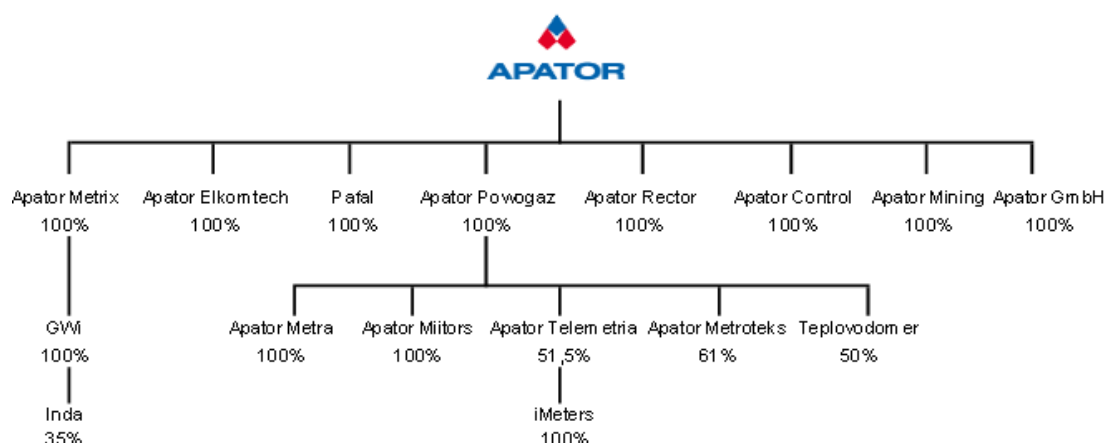 APATOR
Apator Metrix Apator Elkomtech Pafal Apator Powogaz Apator Rector Apator Control Apator Mining Apator GmbH
100% 100% 100% 100% 100% 100% 100% 100%
GWi Apator Metra Apator Miitors Apator Telemetria Apator Metroteks Teplovodomer
100% 100% 100% 51,5% 61% 50%
Inda iMeters
35% 100%